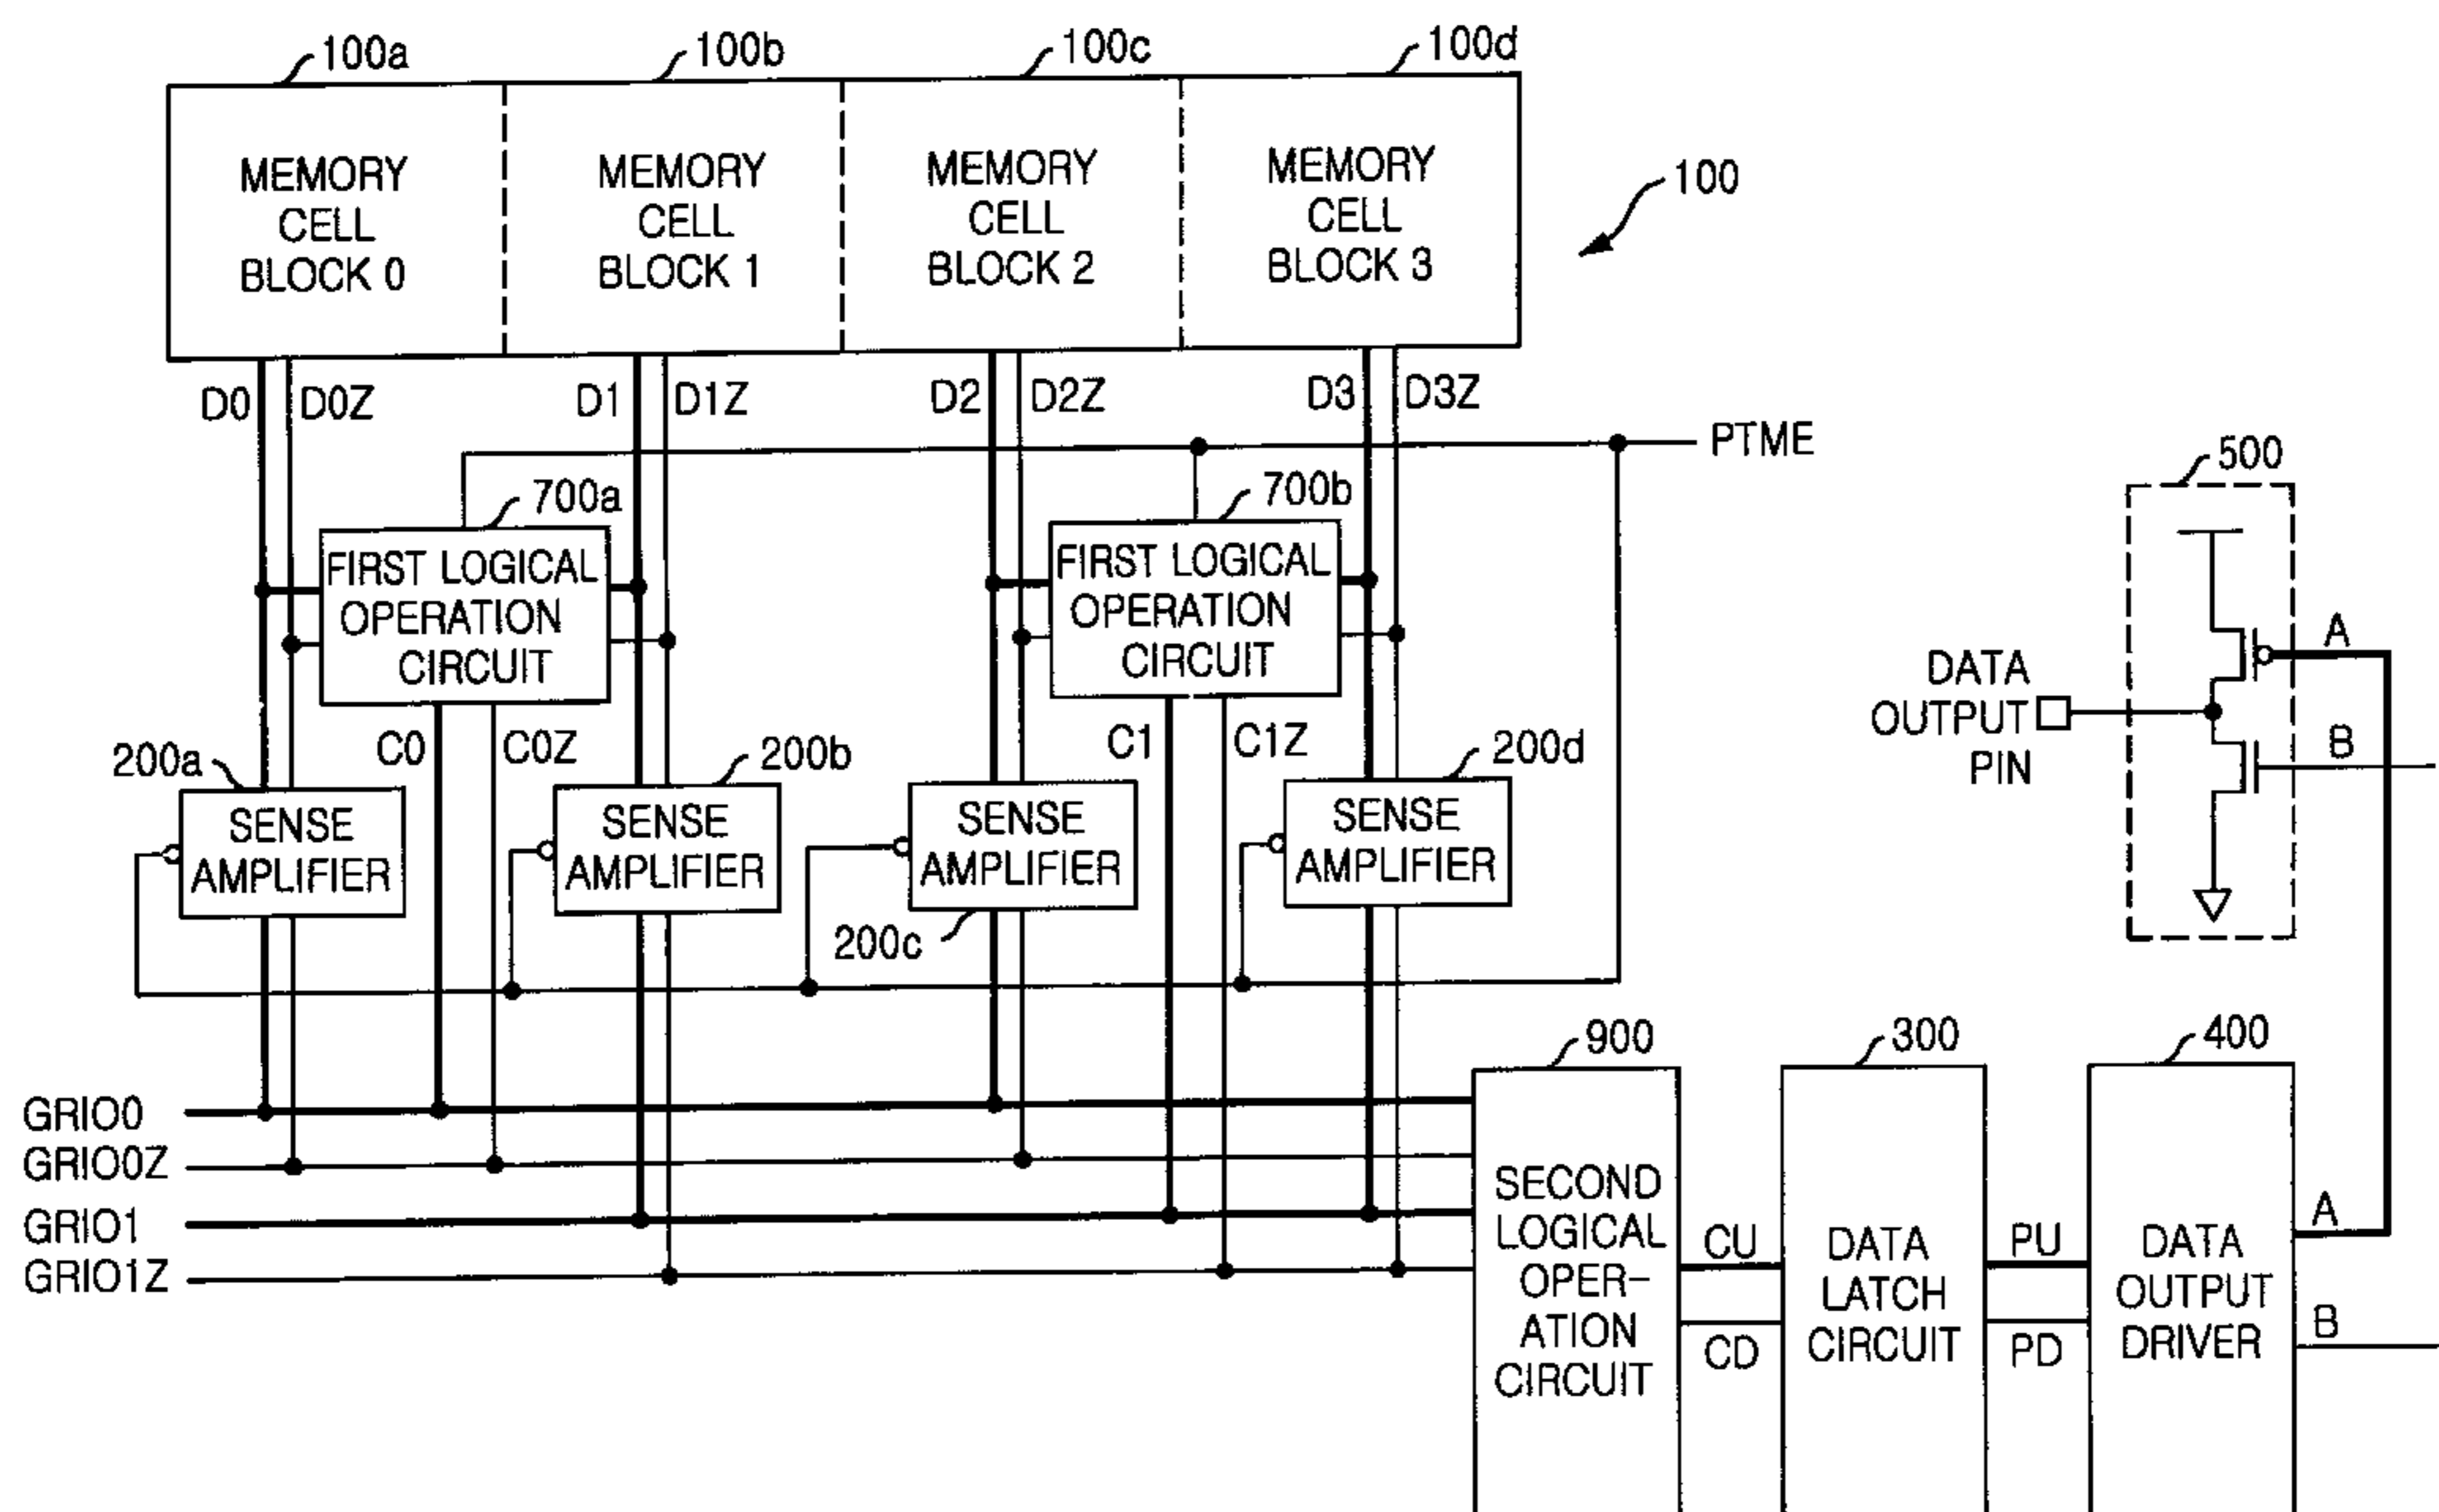 100a
100b
100c
100d
MEMORY
CELL
BLOCK 0
MEMORY
CELL
BLOCK 1
MEMORY
CELL
BLOCK 2
MEMORY
CELL
BLOCK 3
100
D0
D0Z
D1
D1Z
D2
D2Z
D3
D3Z
PTME
700a
FIRST LOGICAL
OPERATION
CIRCUIT
700b
FIRST LOGICAL
OPERATION
CIRCUIT
500
A
B
DATA
OUTPUT
PIN
C0
C0Z
C1
C1Z
200a
SENSE
AMPLIFIER
200b
SENSE
AMPLIFIER
200c
SENSE
AMPLIFIER
200d
SENSE
AMPLIFIER
GRIO0
GRIO0Z
GRIO1
GRIO1Z
900
SECOND
LOGICAL
OPER-
ATION
CIRCUIT
CU
CD
300
DATA
LATCH
CIRCUIT
PU
PD
400
DATA
OUTPUT
DRIVER
A
B